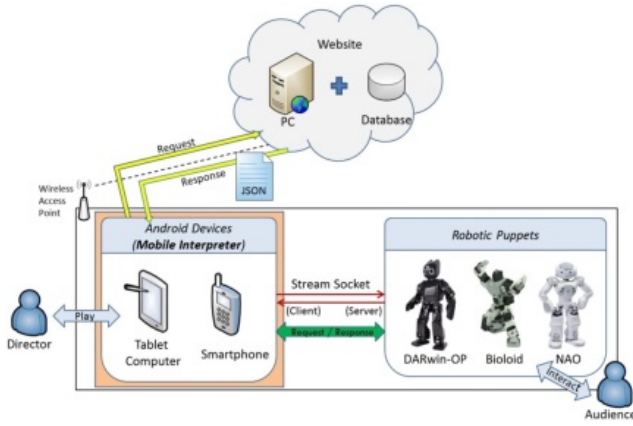 Website
PC
Database
Request
Response
JSON
Wireless
Access
Point
Android Devices
(Mobile Interpreter)
Robotic Puppets
Stream Socket
(Client)
(Server)
Request / Response
Play
Director
Tablet
Computer
Smartphone
DARwin-OP
Bioloid
NAO
Interact
Audience